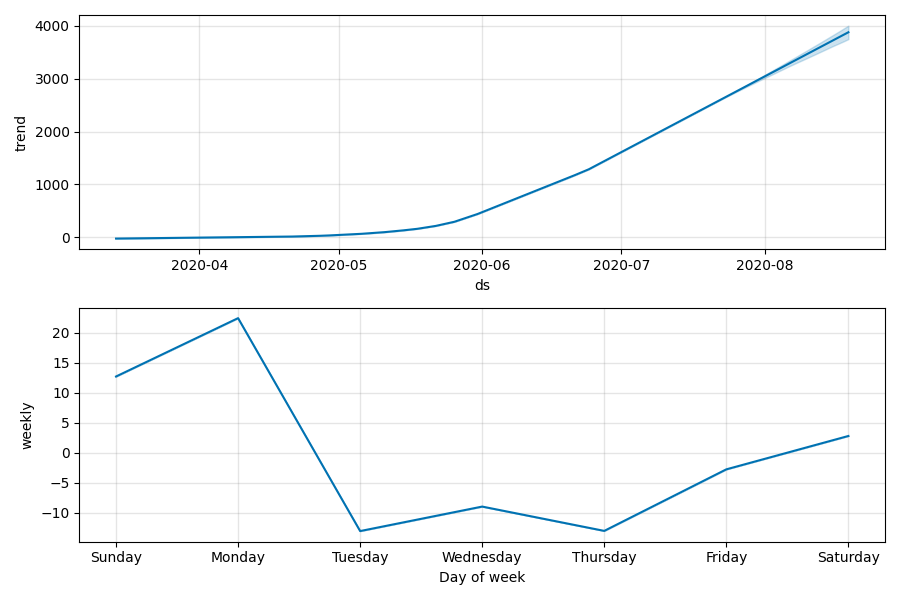 4000
3000
2000
1000
0
trend
2020-04 2020-05 2020-06 2020-07 2020-08
ds
20
15
10
5
0
−5
−10
weekly
Sunday Monday Tuesday Wednesday Thursday Friday Saturday
Day of week